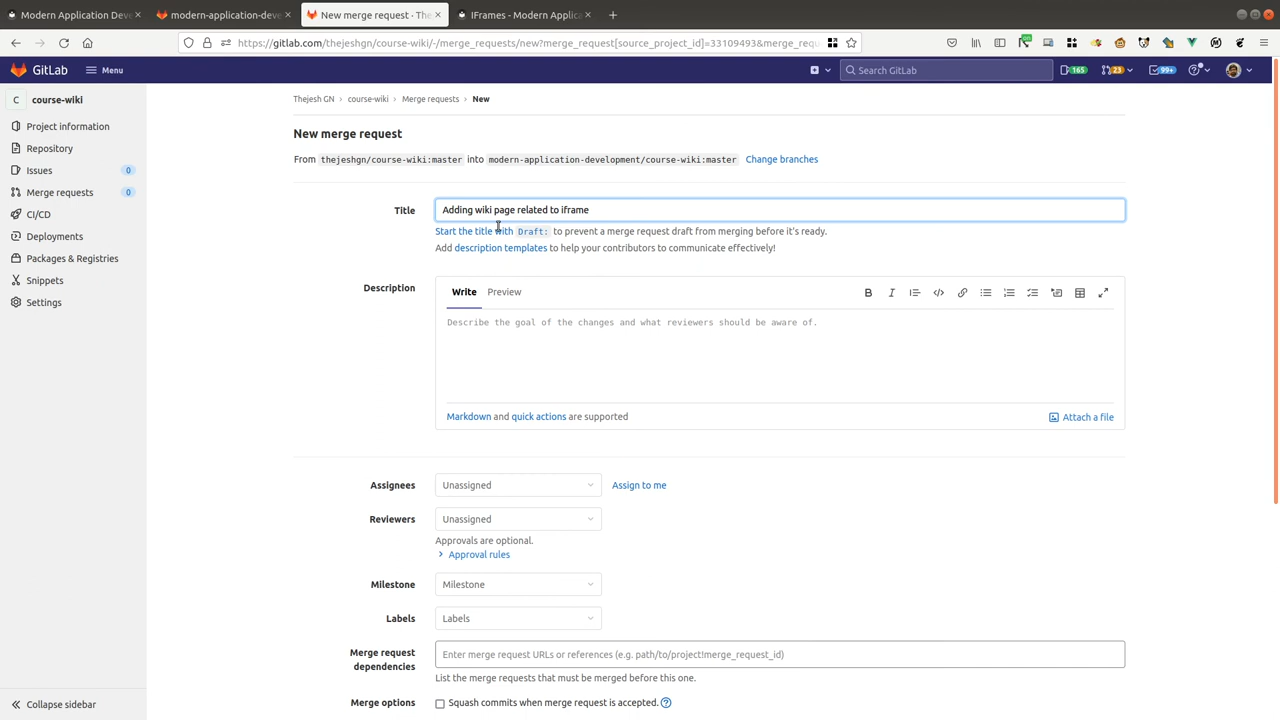 Modern Application Deve
modern-application-deve
New merge request - The
IFrames - Modern Applica
https://gitlab.com/thejeshgn/course-wiki/-/merge_requests/new?merge_request[source_project_id]=33109493&merge_requ
GitLab
Menu
Search GitLab
165
23
99+
C course-wiki
Project information
Repository
Issues 0
Merge requests 0
CI/CD
Deployments
Packages & Registries
Snippets
Settings
Collapse sidebar
Thejesh GN > course-wiki > Merge requests > New
New merge request
From thejeshgn/course-wiki:master into modern-application-development/course-wiki:master Change branches
Title
Adding wiki page related to iframe
Start the title with Draft: to prevent a merge request draft from merging before it's ready.
Add description templates to help your contributors to communicate effectively!
Description
Write Preview
Describe the goal of the changes and what reviewers should be aware of.
Markdown and quick actions are supported
Attach a file
Assignees
Unassigned
Assign to me
Reviewers
Unassigned
Approvals are optional.
> Approval rules
Milestone
Milestone
Labels
Labels
Merge request
dependencies
Enter merge request URLs or references (e.g. path/to/project!merge_request_id)
List the merge requests that must be merged before this one.
Merge options
Squash commits when merge request is accepted.